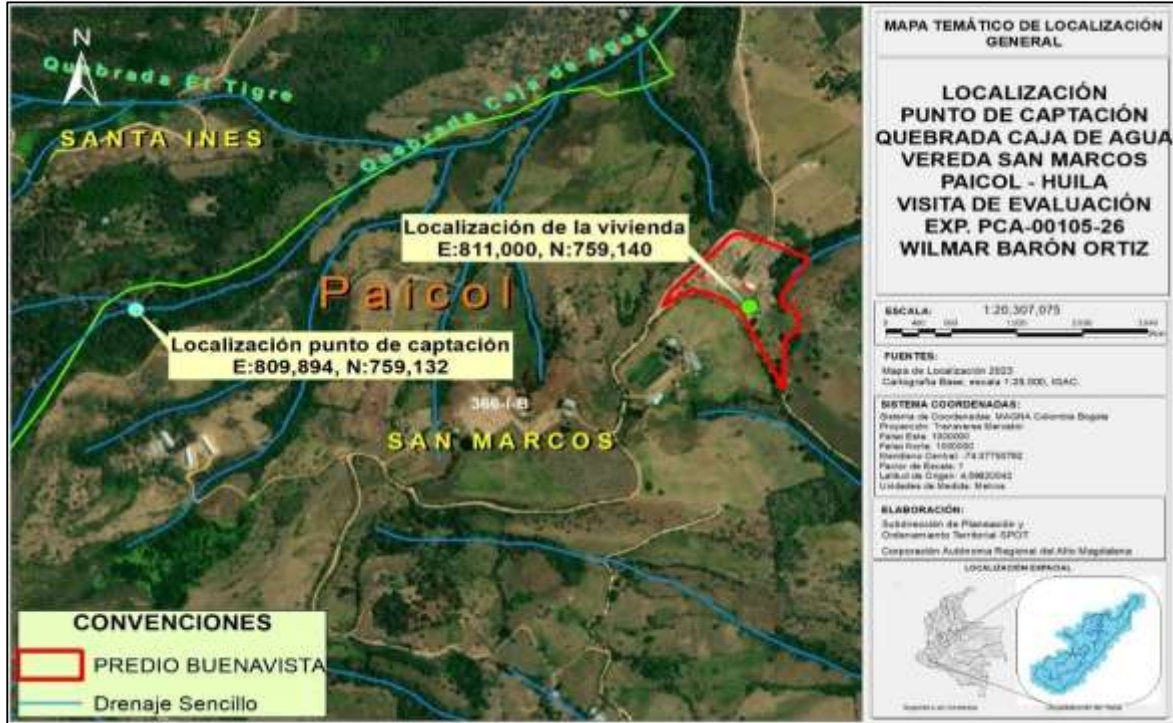 N
Quebrada El Tigre
Quebrada Caja de Agua
SANTA INES
Localización de la vivienda
E:811,000, N:759,140
Paicol
Localización punto de captación
E:809,894, N:759,132
366-I-B
SAN MARCOS
CONVENCIONES
PREDIO BUENAVISTA
Drenaje Sencillo
MAPA TEMÁTICO DE LOCALIZACIÓN
GENERAL
LOCALIZACIÓN
PUNTO DE CAPTACIÓN
QUEBRADA CAJA DE AGUA
VEREDA SAN MARCOS
PAICOL - HUILA
VISITA DE EVALUACIÓN
EXP. PCA-00105-26
WILMAR BARÓN ORTIZ
ESCALA: 1:20,307,075
FUENTES:
Mapa de Localización 2023
Cartografía Base, escala 1:25.000, IGAC.
SISTEMA COORDENADAS:
Sistema de Coordenadas: MAGNA Colombia Bogota
Proyección: Transverse Mercator
Falso Este: 1000000
Falso Norte: 1000000
Meridiano Central:
Factor de Escala: 1
Latitud de Origen:
Unidades de Medida: Metros
ELABORACIÓN:
Subdirección de Planeación y
Ordenamiento Territorial SPOT
Corporación Autónoma Regional del Alto Magdalena
LOCALIZACIÓN ESPACIAL